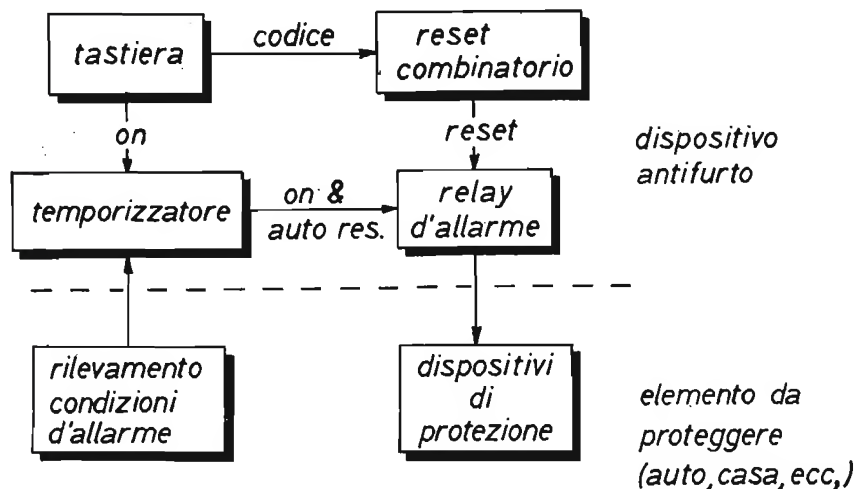 tastiera
codice
reset
combinatorio
on
reset
dispositivo
antifurto
temporizzatore
on &
auto res.
relay
d'allarme
rilevamento
condizioni
d'allarme
dispositivi
di
protezione
elemento da
proteggere
(auto, casa, ecc,)